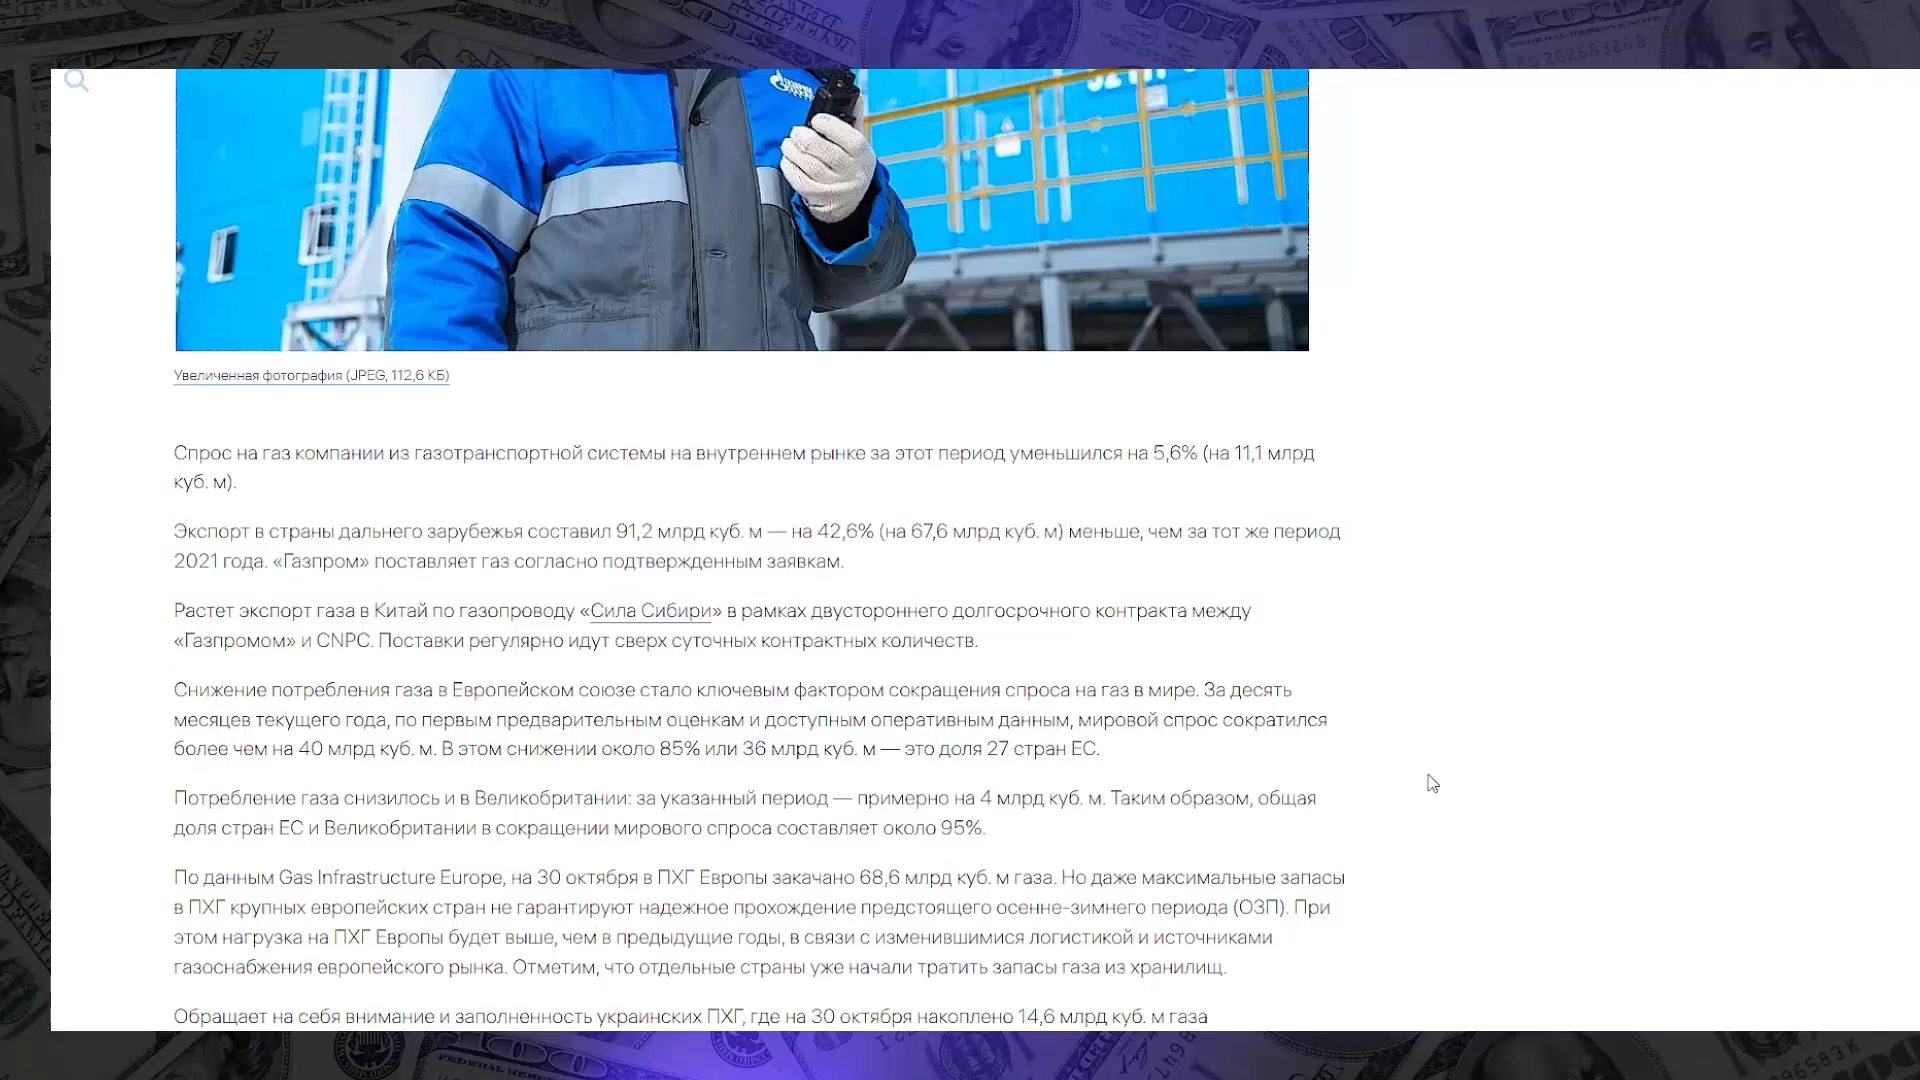 Увеличенная фотография (JPEG, 112,6 КБ)
Спрос на газ компании из газотранспортной системы на внутреннем рынке за этот период уменьшился на 5,6% (на 11,1 млрд
куб. м).
Экспорт в страны дальнего зарубежья составил 91,2 млрд куб. м — на 42,6% (на 67,6 млрд куб. м) меньше, чем за тот же период
2021 года. «Газпром» поставляет газ согласно подтвержденным заявкам.
Растет экспорт газа в Китай по газопроводу «Сила Сибири» в рамках двустороннего долгосрочного контракта между
«Газпромом» и CNPC. Поставки регулярно идут сверх суточных контрактных количеств.
Снижение потребления газа в Европейском союзе стало ключевым фактором сокращения спроса на газ в мире. За десять
месяцев текущего года, по первым предварительным оценкам и доступным оперативным данным, мировой спрос сократился
более чем на 40 млрд куб. м. В этом снижении около 85% или 36 млрд куб. м — это доля 27 стран ЕС.
Потребление газа снизилось и в Великобритании: за указанный период — примерно на 4 млрд куб. м. Таким образом, общая
доля стран ЕС и Великобритании в сокращении мирового спроса составляет около 95%.
По данным Gas Infrastructure Europe, на 30 октября в ПХГ Европы закачано 68,6 млрд куб. м газа. Но даже максимальные запасы
в ПХГ крупных европейских стран не гарантируют надежное прохождение предстоящего осенне-зимнего периода (ОЗП). При
этом нагрузка на ПХГ Европы будет выше, чем в предыдущие годы, в связи с изменившимися логистикой и источниками
газоснабжения европейского рынка. Отметим, что отдельные страны уже начали тратить запасы газа из хранилищ.
Обращает на себя внимание и заполненность украинских ПХГ, где на 30 октября накоплено 14,6 млрд куб. м газа